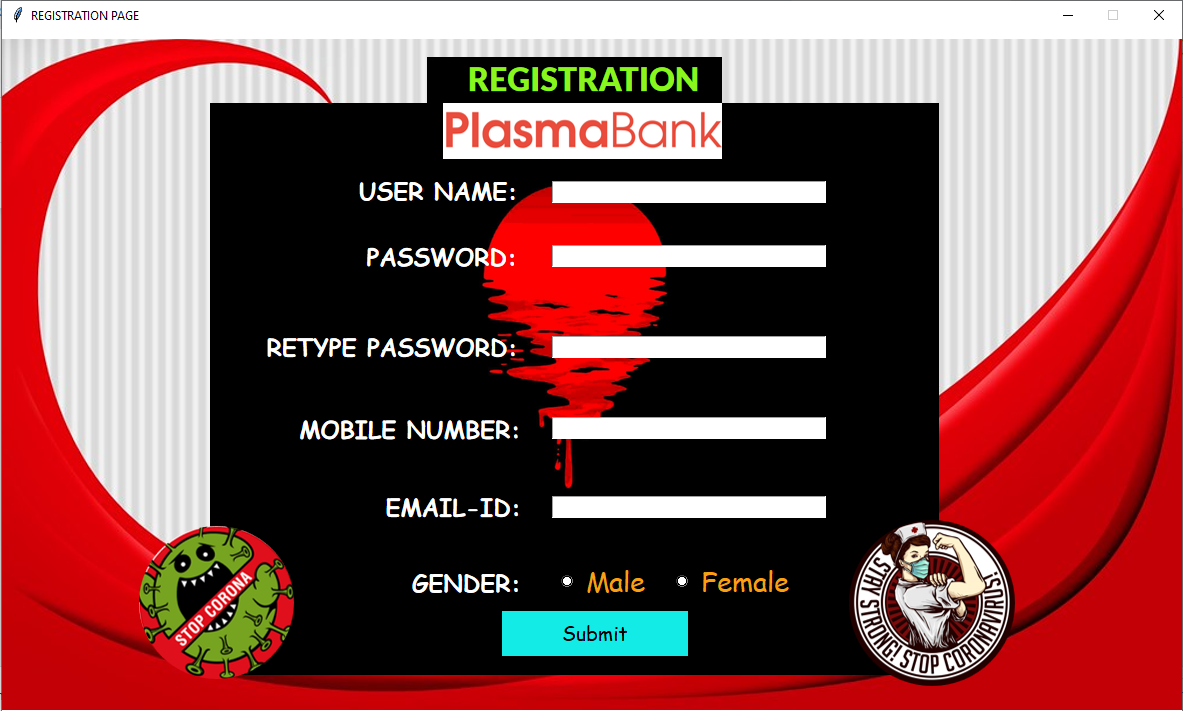 REGISTRATION PAGE
REGISTRATION
PlasmaBank
USER NAME:
PASSWORD:
RETYPE PASSWORD:
MOBILE NUMBER:
EMAIL-ID:
GENDER: Male Female
Submit
STOP CORONA
STAY STRONG! STOP CORONAVIRUS!